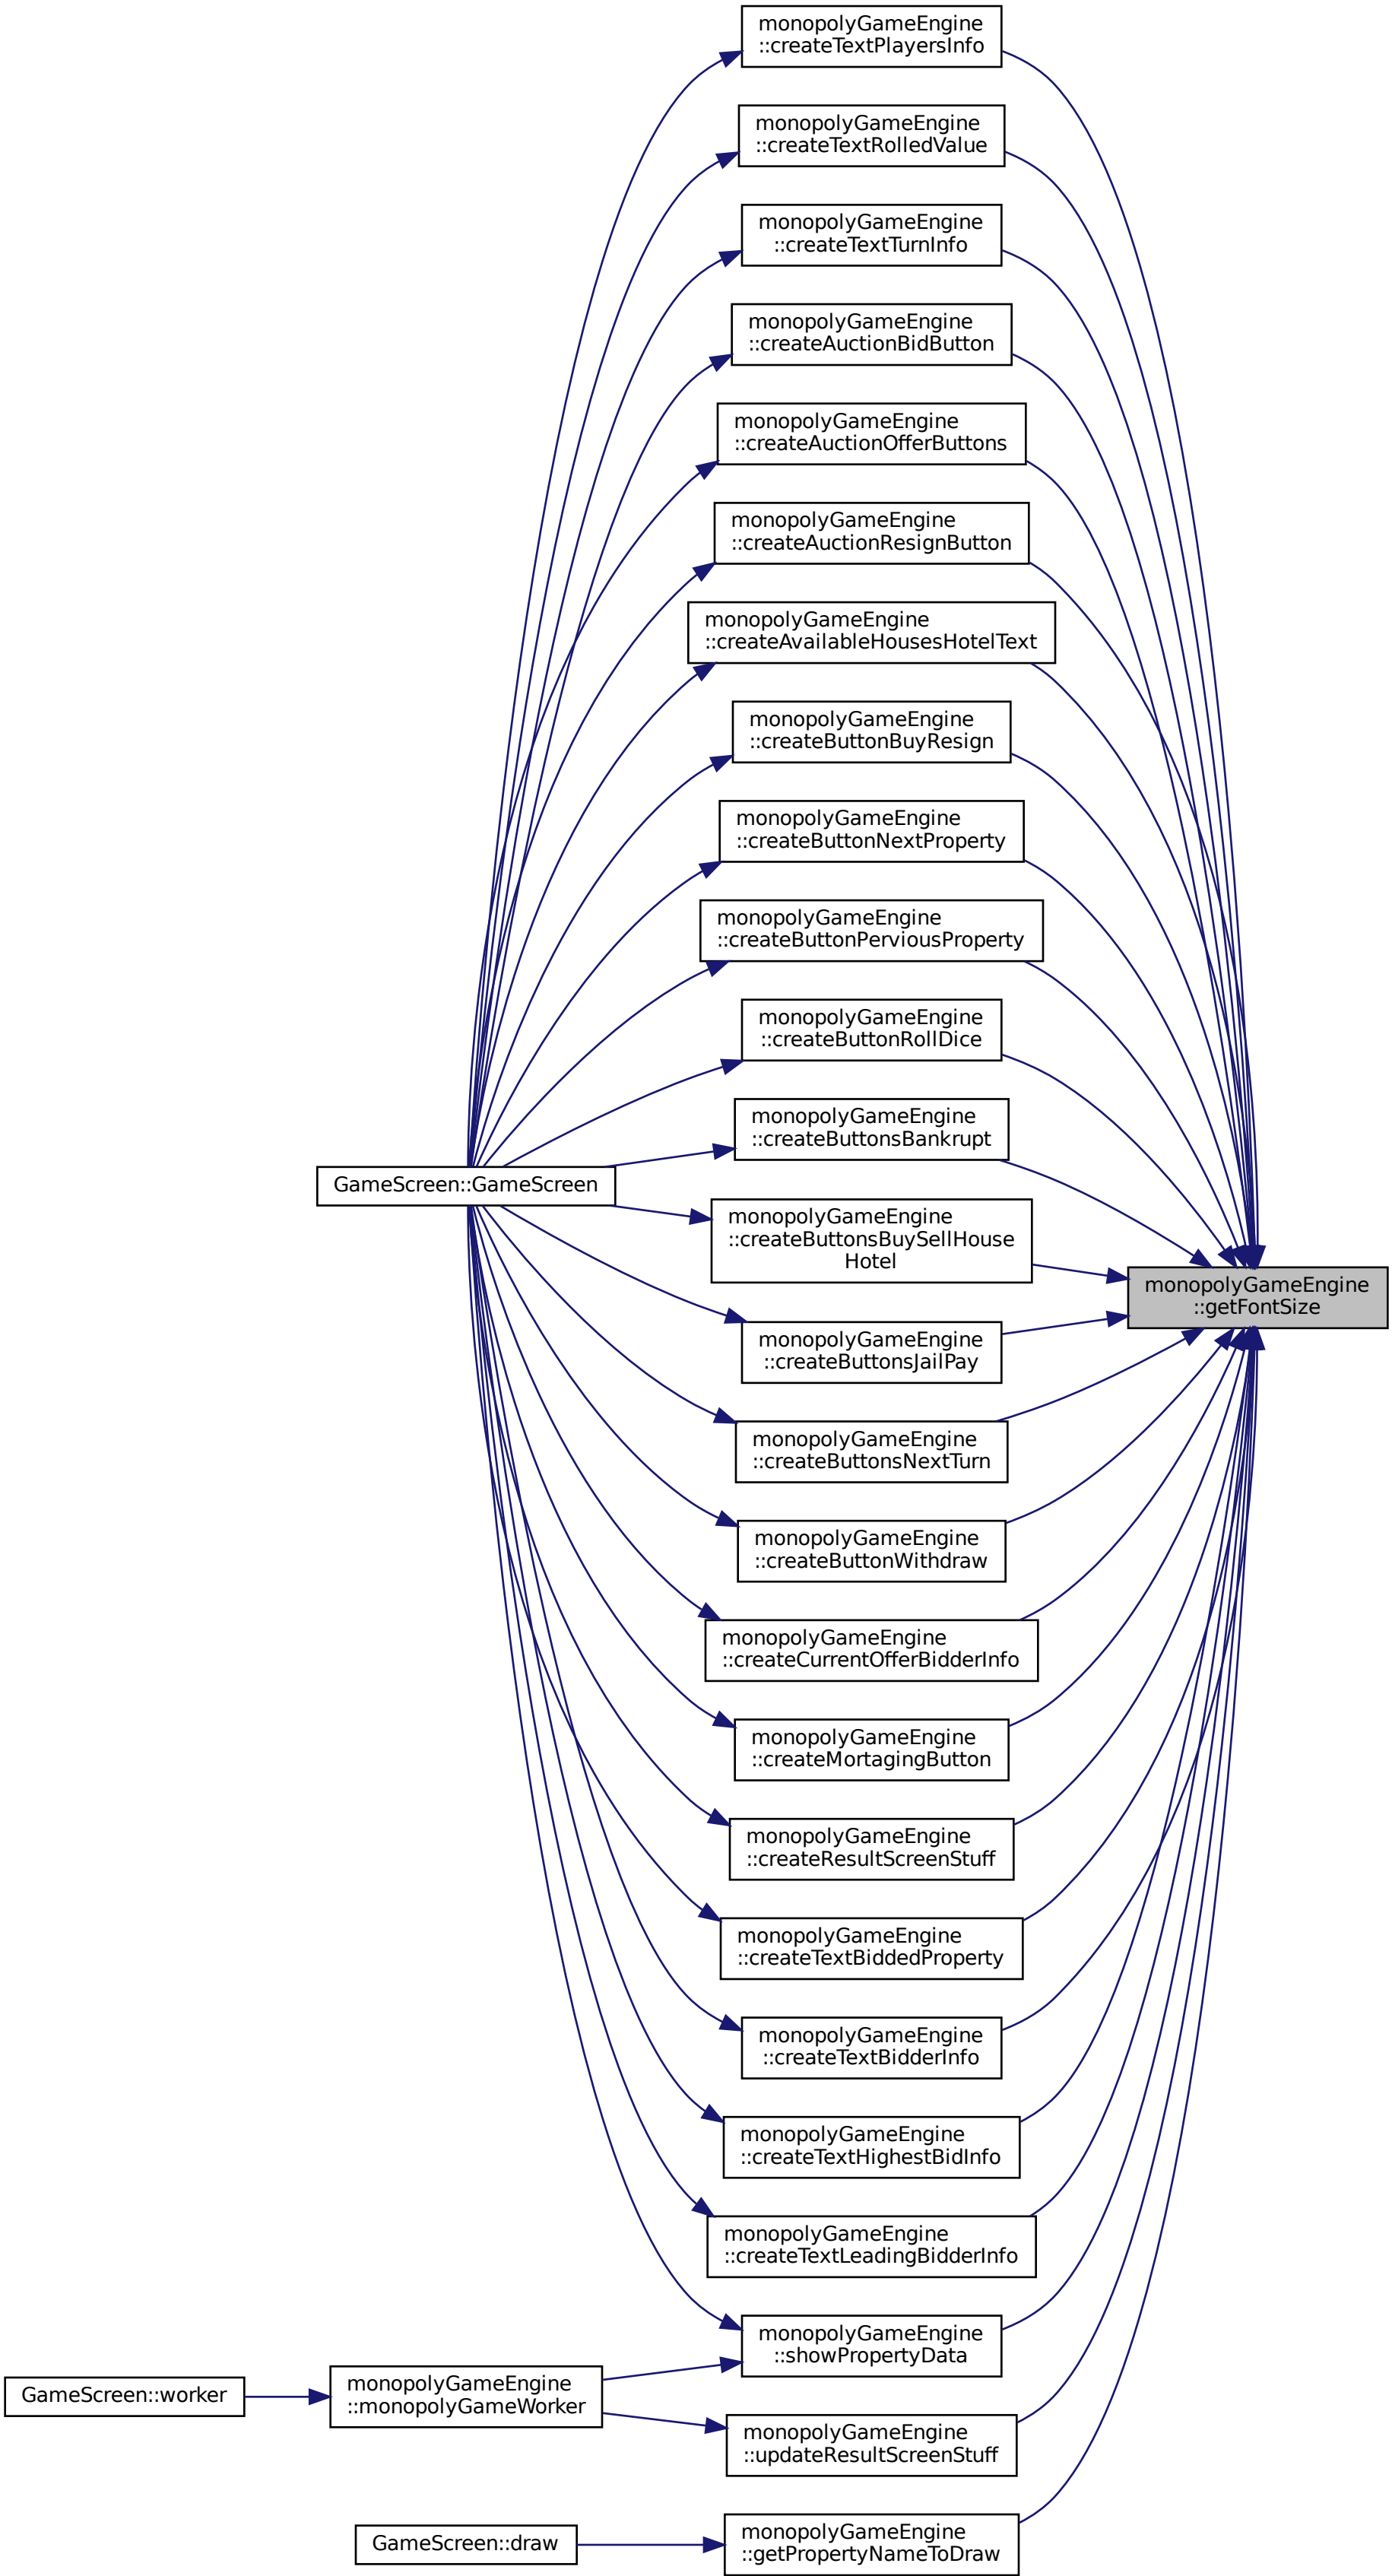 monopolyGameEngine
::createTextPlayersInfo
monopolyGameEngine
::createTextRolledValue
monopolyGameEngine
::createTextTurnInfo
monopolyGameEngine
::createAuctionBidButton
monopolyGameEngine
::createAuctionOfferButtons
monopolyGameEngine
::createAuctionResignButton
monopolyGameEngine
::createAvailableHousesHotelText
monopolyGameEngine
::createButtonBuyResign
monopolyGameEngine
::createButtonNextProperty
monopolyGameEngine
::createButtonPerviousProperty
monopolyGameEngine
::createButtonRollDice
monopolyGameEngine
::createButtonsBankrupt
GameScreen::GameScreen
monopolyGameEngine
::createButtonsBuySellHouse
Hotel
monopolyGameEngine
::getFontSize
monopolyGameEngine
::createButtonsJailPay
monopolyGameEngine
::createButtonsNextTurn
monopolyGameEngine
::createButtonWithdraw
monopolyGameEngine
::createCurrentOfferBidderInfo
monopolyGameEngine
::createMortagingButton
monopolyGameEngine
::createResultScreenStuff
monopolyGameEngine
::createTextBiddedProperty
monopolyGameEngine
::createTextBidderInfo
monopolyGameEngine
::createTextHighestBidInfo
monopolyGameEngine
::createTextLeadingBidderInfo
monopolyGameEngine
::showPropertyData
GameScreen::worker
monopolyGameEngine
::monopolyGameWorker
monopolyGameEngine
::updateResultScreenStuff
GameScreen::draw
monopolyGameEngine
::getPropertyNameToDraw